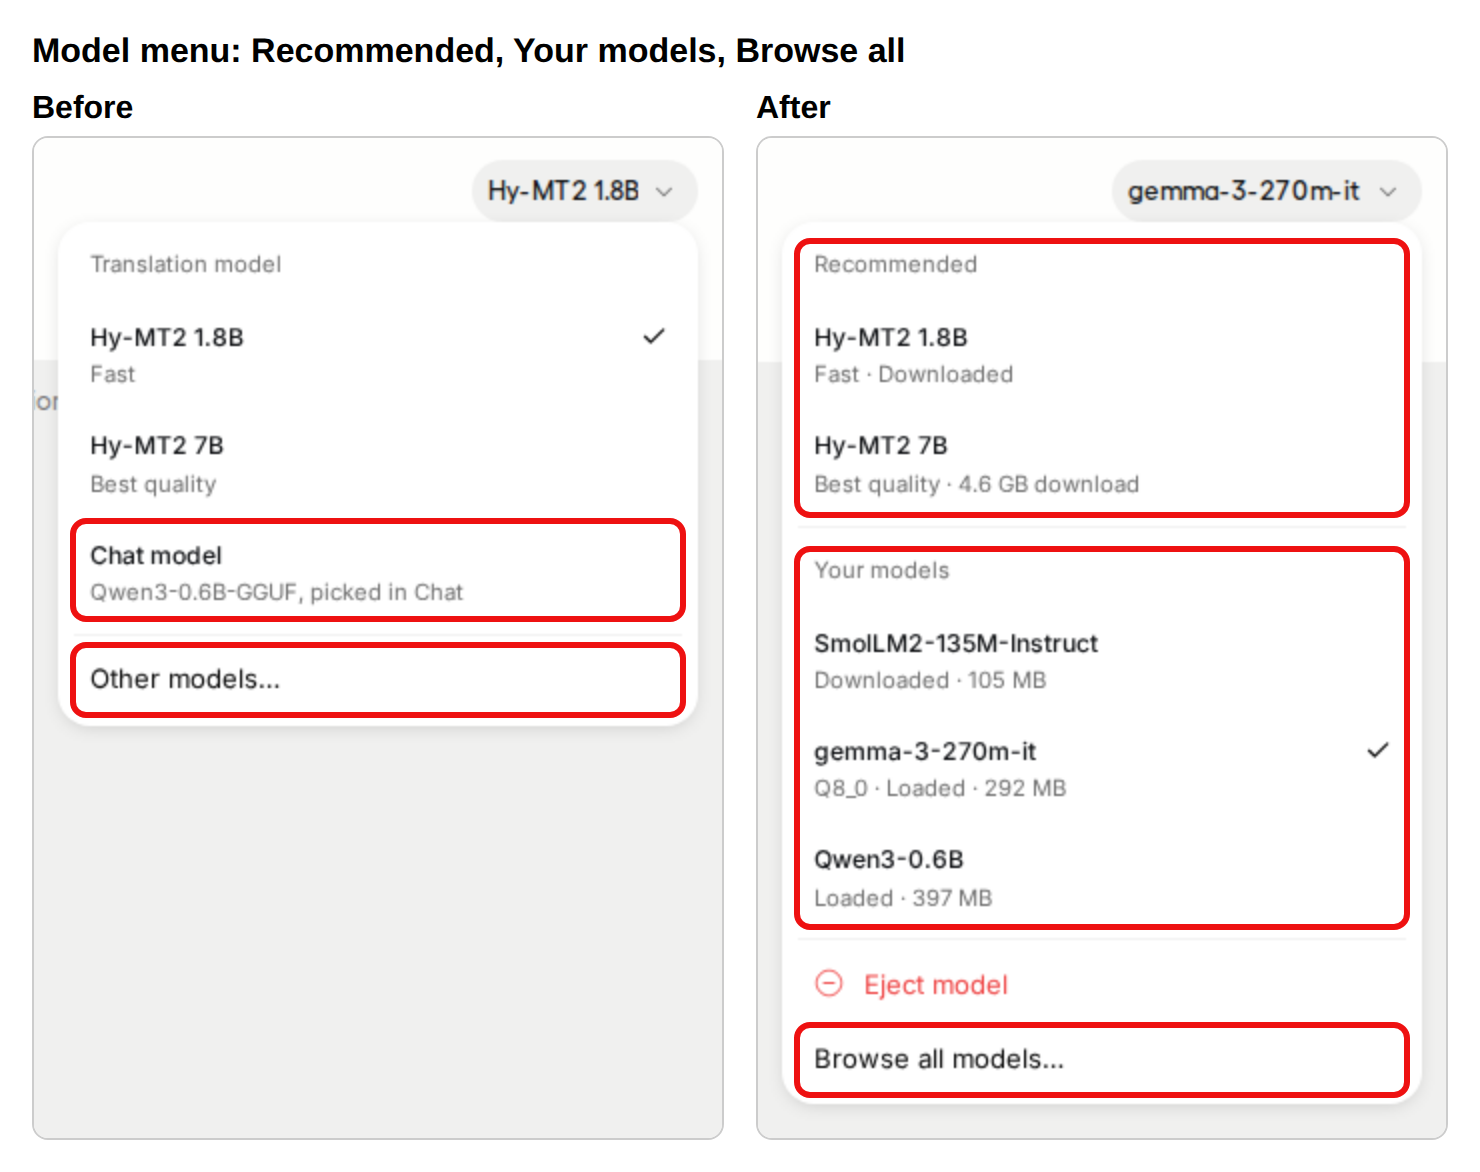 Model menu: Recommended, Your models, Browse all
Before
Hy-MT2 1.8B
Translation model
Hy-MT2 1.8B
Fast
ior
Hy-MT2 7B
Best quality
Chat model
Qwen3-0.6B-GGUF, picked in Chat
Other models...
After
gemma-3-270m-it
Recommended
Hy-MT2 1.8B
Fast · Downloaded
Hy-MT2 7B
Best quality · 4.6 GB download
Your models
SmolLM2-135M-Instruct
Downloaded · 105 MB
gemma-3-270m-it
Q8_0 · Loaded · 292 MB
Qwen3-0.6B
Loaded · 397 MB
Eject model
Browse all models...